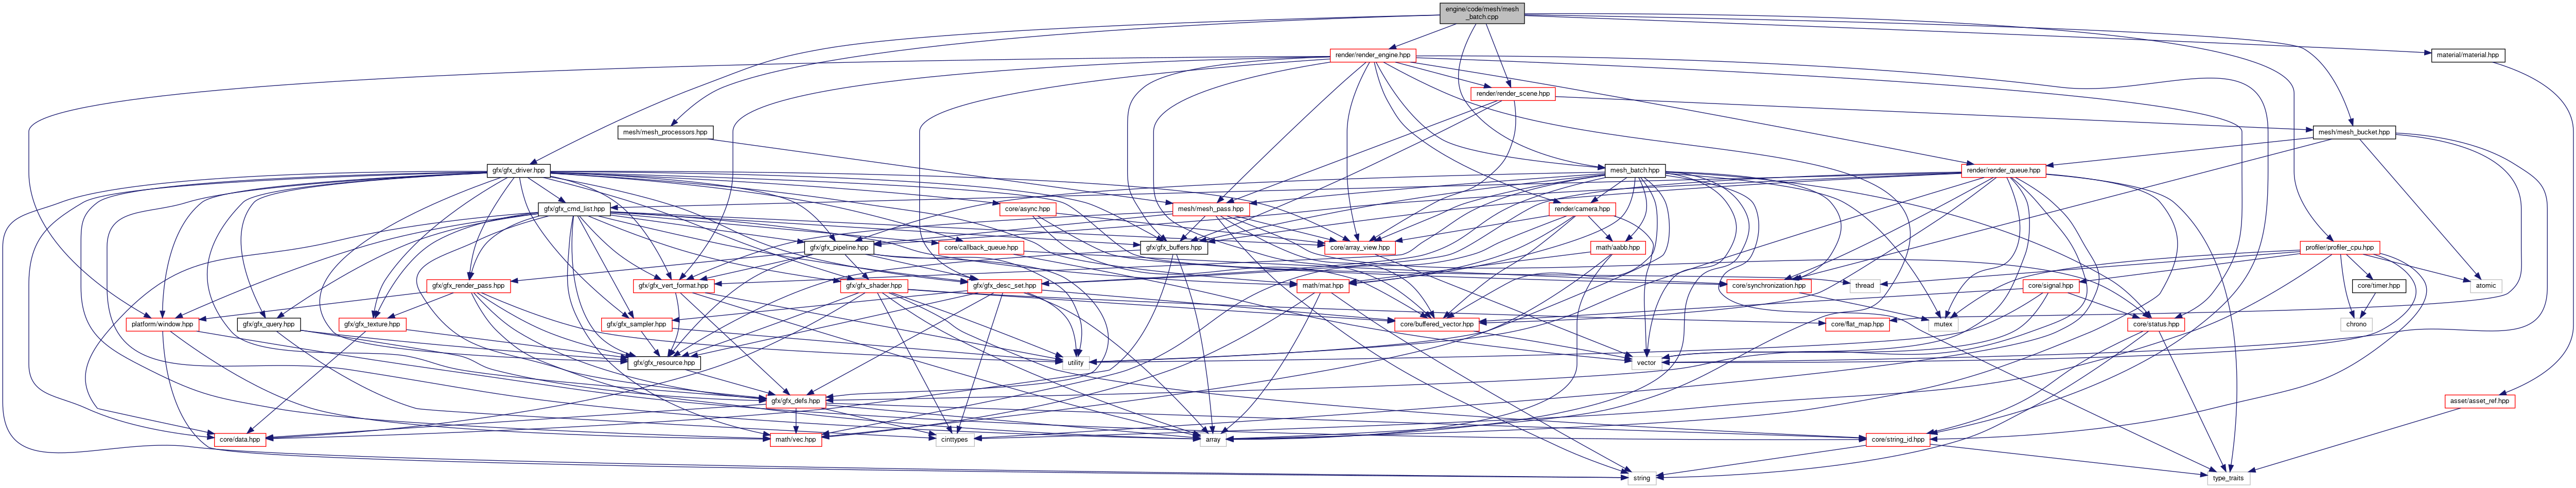 engine/code/mesh/mesh
_batch.cpp
render/render_engine.hpp
material/material.hpp
render/render_scene.hpp
mesh/mesh_processors.hpp
mesh/mesh_bucket.hpp
gfx/gfx_driver.hpp
mesh_batch.hpp
render/render_queue.hpp
gfx/gfx_cmd_list.hpp
core/async.hpp
mesh/mesh_pass.hpp
render/camera.hpp
gfx/gfx_pipeline.hpp
core/callback_queue.hpp
gfx/gfx_buffers.hpp
core/array_view.hpp
math/aabb.hpp
profiler/profiler_cpu.hpp
gfx/gfx_render_pass.hpp
gfx/gfx_vert_format.hpp
gfx/gfx_shader.hpp
gfx/gfx_desc_set.hpp
math/mat.hpp
core/synchronization.hpp
thread
core/signal.hpp
core/timer.hpp
atomic
platform/window.hpp
gfx/gfx_query.hpp
gfx/gfx_texture.hpp
gfx/gfx_sampler.hpp
core/buffered_vector.hpp
core/flat_map.hpp
mutex
core/status.hpp
chrono
gfx/gfx_resource.hpp
utility
vector
gfx/gfx_defs.hpp
asset/asset_ref.hpp
core/data.hpp
math/vec.hpp
cinttypes
array
core/string_id.hpp
string
type_traits